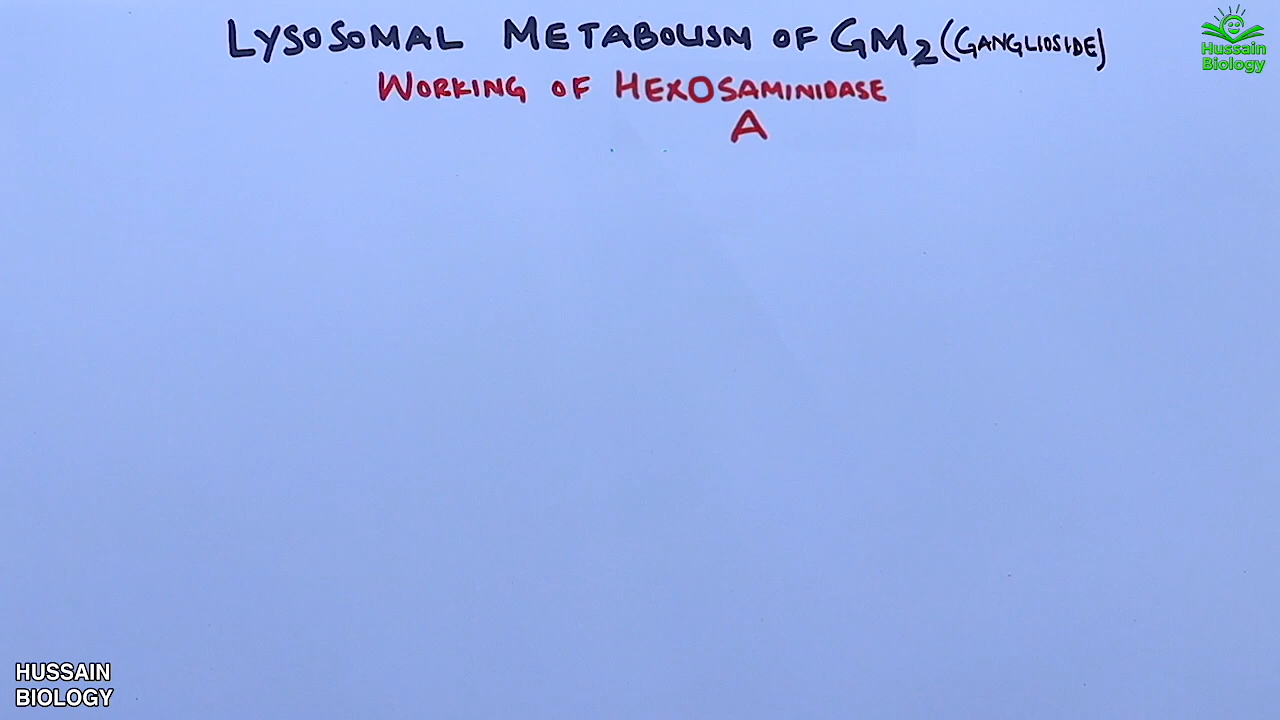 LYSOSOMAL METABOLISM OF GM2 (GANGLIOSIDE)
WORKING OF HEXOSAMINIDASE
A
Hussain
Biology
HUSSAIN
BIOLOGY